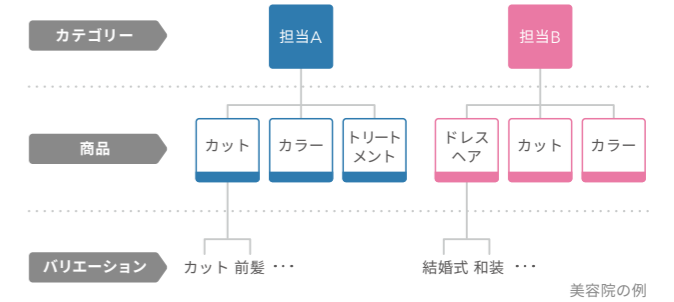 カテゴリー
担当A
担当B
商品
カット
カラー
トリート
メント
ドレス
ヘア
カット
カラー
バリエーション
カット 前髪 ･･･
結婚式 和装 ･･･
美容院の例